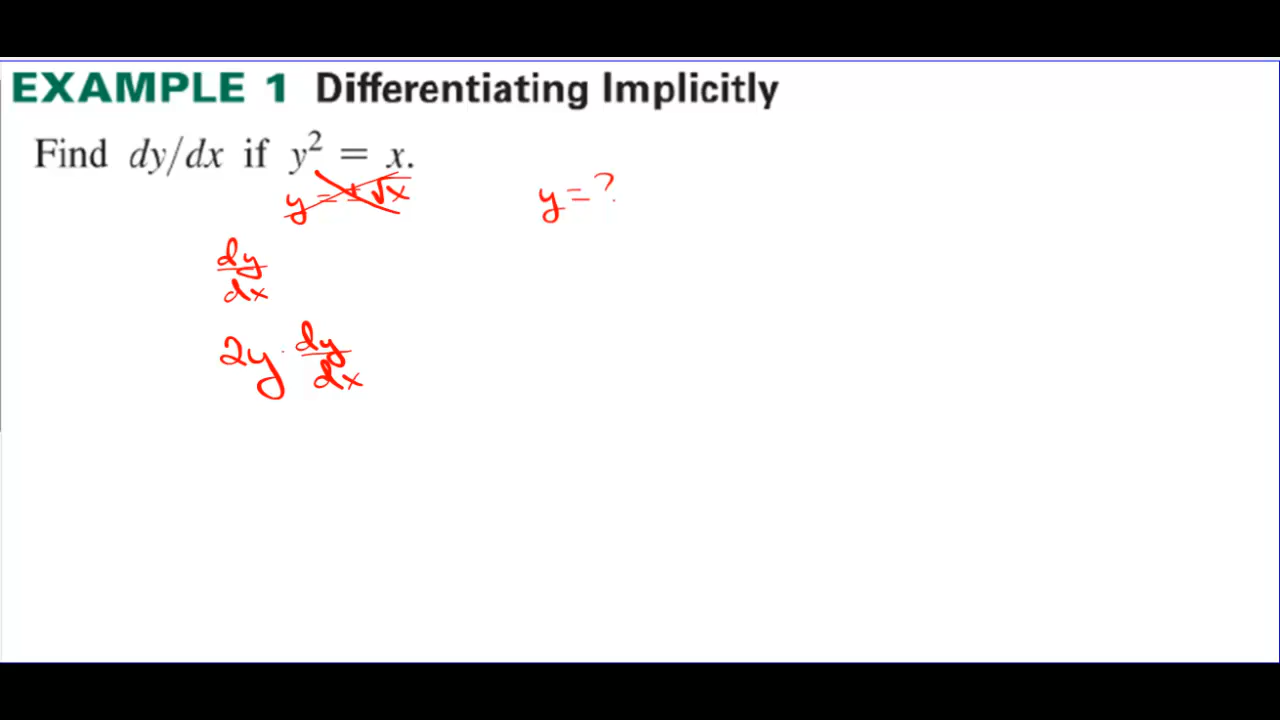 EXAMPLE 1 Differentiating Implicitly
Find dy/dx if y² = x.
y = ±√x
y = ?
dy/dx
2y · dy/dx